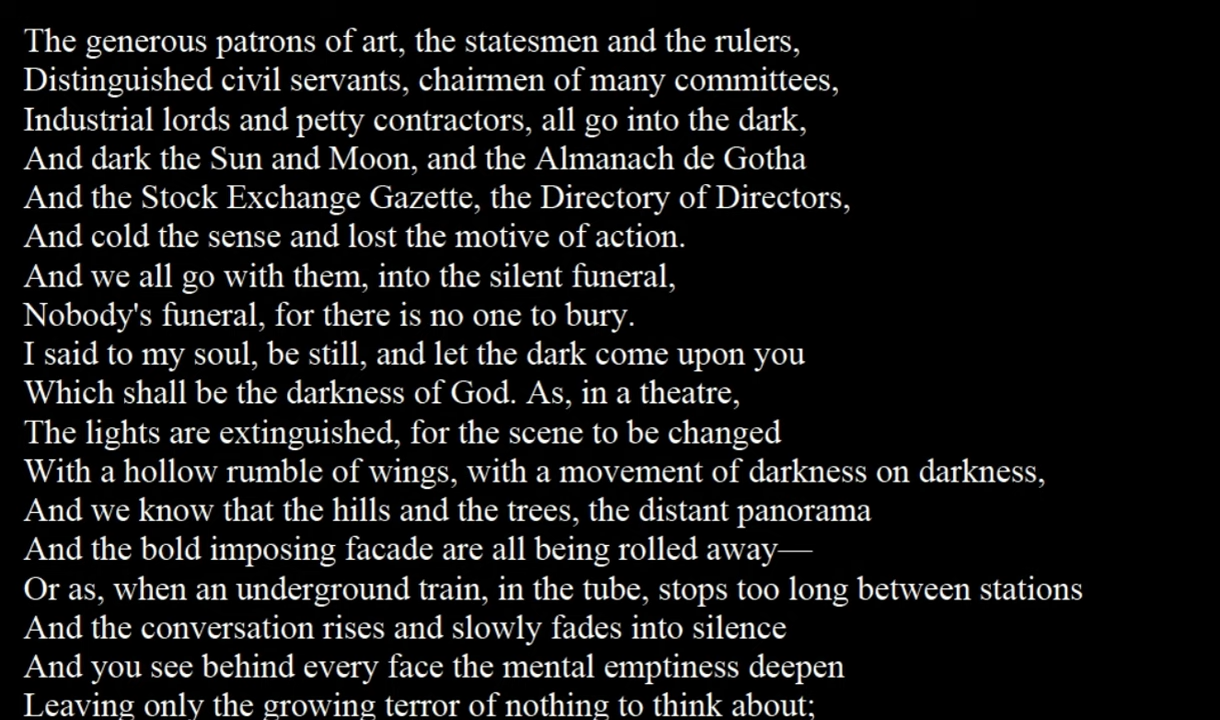 The generous patrons of art, the statesmen and the rulers,
Distinguished civil servants, chairmen of many committees,
Industrial lords and petty contractors, all go into the dark,
And dark the Sun and Moon, and the Almanach de Gotha
And the Stock Exchange Gazette, the Directory of Directors,
And cold the sense and lost the motive of action.
And we all go with them, into the silent funeral,
Nobody's funeral, for there is no one to bury.
I said to my soul, be still, and let the dark come upon you
Which shall be the darkness of God. As, in a theatre,
The lights are extinguished, for the scene to be changed
With a hollow rumble of wings, with a movement of darkness on darkness,
And we know that the hills and the trees, the distant panorama
And the bold imposing facade are all being rolled away—
Or as, when an underground train, in the tube, stops too long between stations
And the conversation rises and slowly fades into silence
And you see behind every face the mental emptiness deepen
Leaving only the growing terror of nothing to think about;